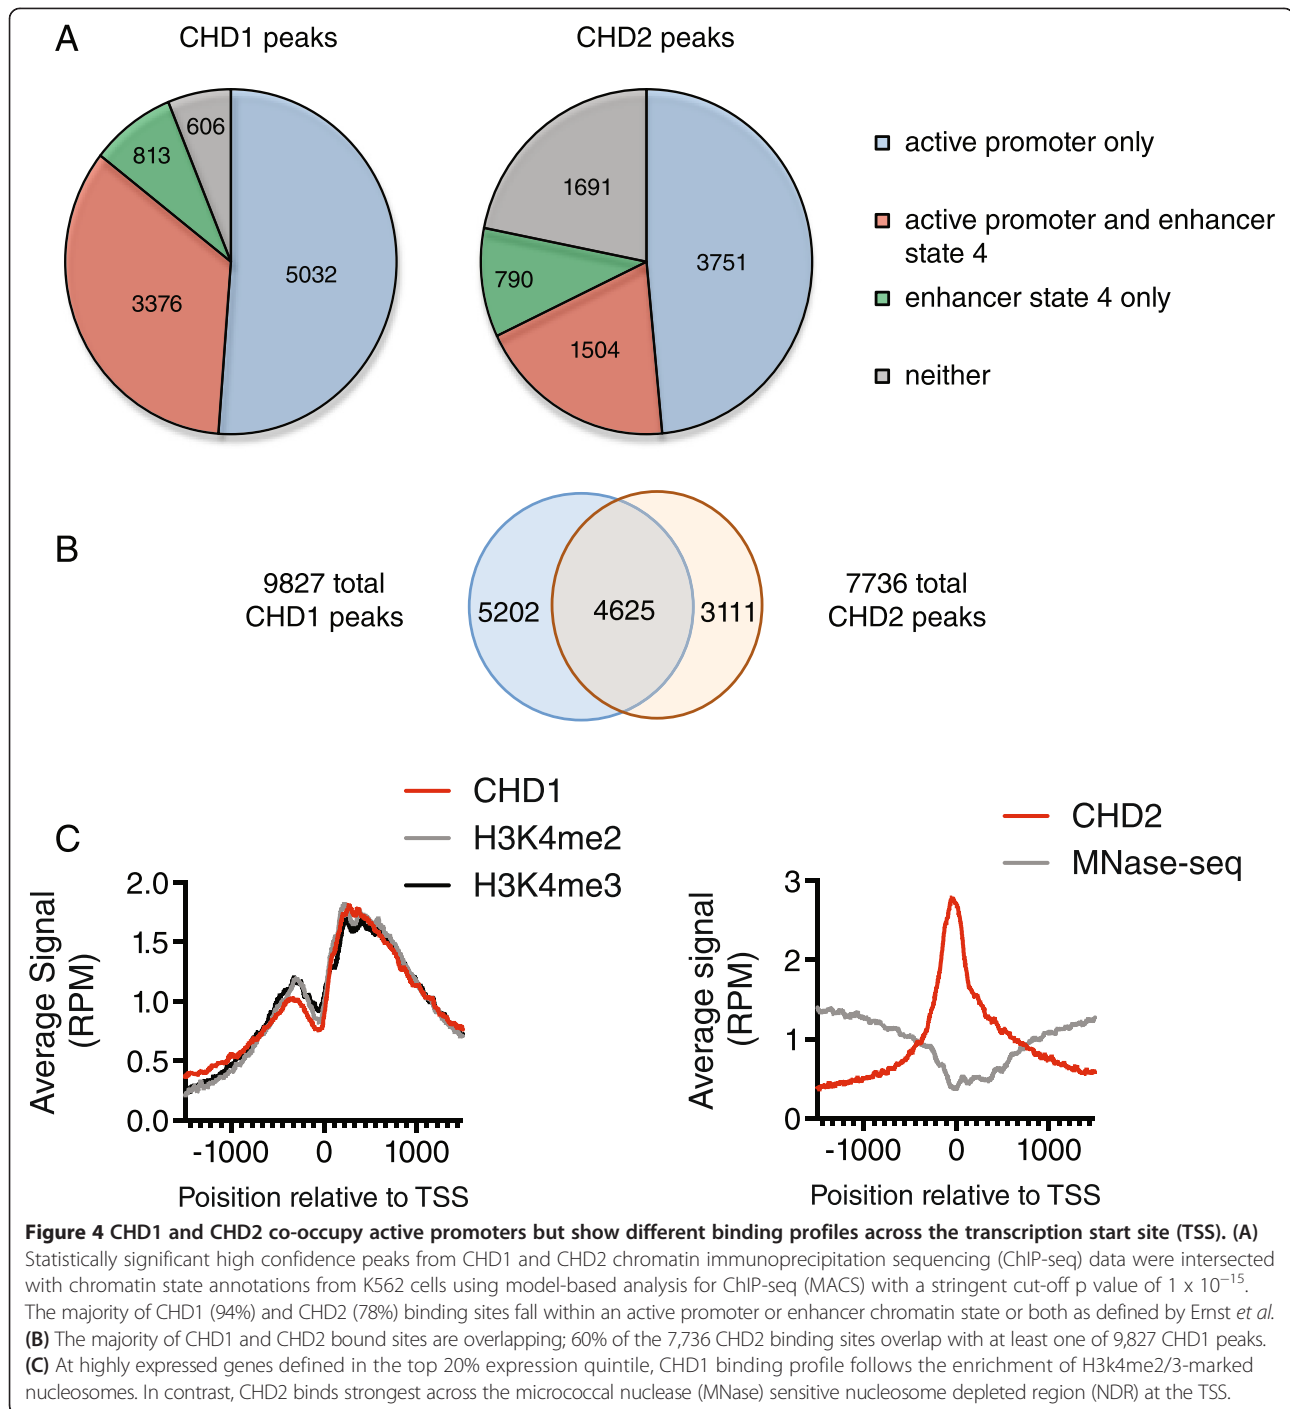 A
CHD1 peaks
CHD2 peaks
606
813
5032
3376
1691
3751
790
1504
active promoter only
active promoter and enhancer
state 4
enhancer state 4 only
neither
B
9827 total
CHD1 peaks
5202
4625
3111
7736 total
CHD2 peaks
C
CHD1
H3K4me2
H3K4me3
Average Signal
(RPM)
2.0
1.5
1.0
0.5
0.0
-1000 0 1000
Poisition relative to TSS
CHD2
MNase-seq
Average signal
(RPM)
3
2
1
0
-1000 0 1000
Poisition relative to TSS
Figure 4 CHD1 and CHD2 co-occupy active promoters but show different binding profiles across the transcription start site (TSS). (A)
Statistically significant high confidence peaks from CHD1 and CHD2 chromatin immunoprecipitation sequencing (ChIP-seq) data were intersected
with chromatin state annotations from K562 cells using model-based analysis for ChIP-seq (MACS) with a stringent cut-off p value of 1 x 10⁻¹⁵.
The majority of CHD1 (94%) and CHD2 (78%) binding sites fall within an active promoter or enhancer chromatin state or both as defined by Ernst et al.
(B) The majority of CHD1 and CHD2 bound sites are overlapping; 60% of the 7,736 CHD2 binding sites overlap with at least one of 9,827 CHD1 peaks.
(C) At highly expressed genes defined in the top 20% expression quintile, CHD1 binding profile follows the enrichment of H3k4me2/3-marked
nucleosomes. In contrast, CHD2 binds strongest across the micrococcal nuclease (MNase) sensitive nucleosome depleted region (NDR) at the TSS.